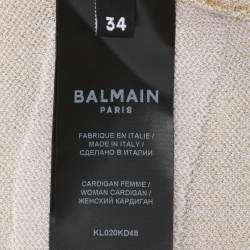 34
BALMAIN
PARIS
FABRIQUE EN ITALIE /
MADE IN ITALY /
СДЕЛАНО В ИТАЛИИ
CARDIGAN FEMME /
WOMAN CARDIGAN /
ЖЕНСКИЙ КАРДИГАН
KL020KD48